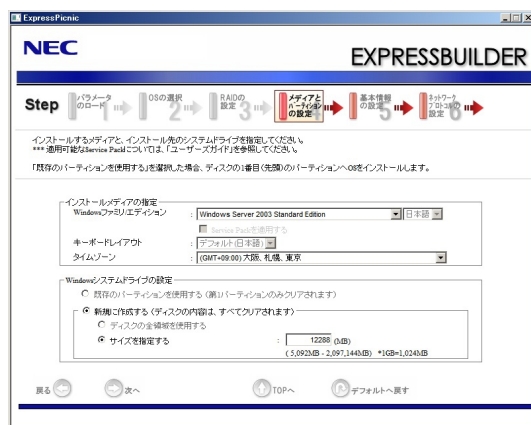 ExpressPicnic
NEC
EXPRESSBUILDER
Step パラメータのロード 1 OSの選択 2 RAIDの設定 3 メディアとパーティションの設定 4 基本情報の設定 5 ネットワークプロトコルの設定 6
インストールするメディアと、インストール先のシステムドライブを指定してください。
*** 適用可能なService Packについては、「ユーザーズガイド」を参照してください。
「既存のパーティションを使用する」を選択した場合、ディスクの1番目(先頭)のパーティションへOSをインストールします。
インストールメディアの指定
Windowsファミリ/エディション : Windows Server 2003 Standard Edition 日本語
Service Packを適用する
キーボードレイアウト : デフォルト(日本語)
タイムゾーン : (GMT+09:00) 大阪、札幌、東京
Windowsシステムドライブの設定
既存のパーティションを使用する (第1パーティションのみクリアされます)
新規に作成する (ディスクの内容は、すべてクリアされます)
ディスクの全領域を使用する
サイズを指定する : 12288 (MB)
( 5,092MB - 2,097,144MB) *1GB=1,024MB
戻る 次へ TOPへ デフォルトへ戻す